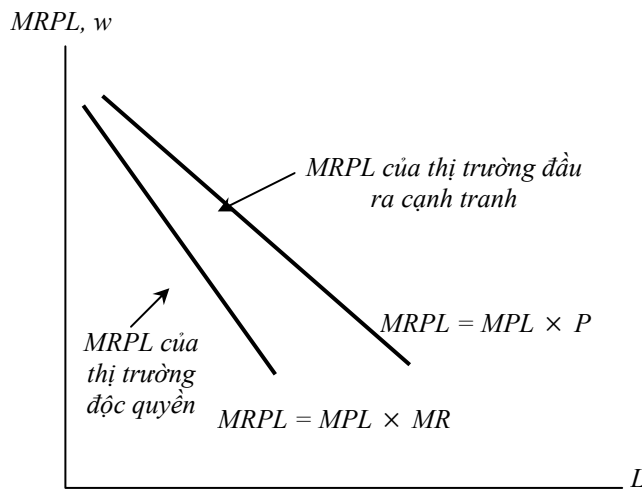 MRPL, w
MRPL của thị trường đầu
ra cạnh tranh
MRPL = MPL × P
MRPL của
thị trường
độc quyền
MRPL = MPL × MR
L